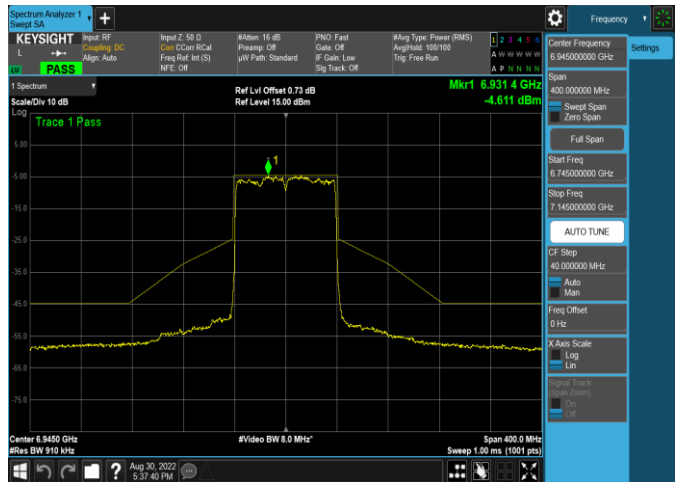 Spectrum Analyzer 1
Swept SA
Frequency
KEYSIGHT
L
PASS
Input: RF
Coupling: DC
Align: Auto
Input Z: 50 Ω
Corr CCorr RCal
Freq Ref: Int (S)
NFE: Off
#Atten: 16 dB
Preamp: Off
µW Path: Standard
PNO: Fast
Gate: Off
IF Gain: Low
Sig Track: Off
#Avg Type: Power (RMS)
Avg|Hold: 100/100
Trig: Free Run
1 2 3 4 5 6
A W W W W W
A P N N N N
1 Spectrum
Scale/Div 10 dB
Log
Ref Lvl Offset 0.73 dB
Ref Level 15.00 dBm
Mkr1 6.931 4 GHz
-4.611 dBm
Trace 1 Pass
1
5.00
-5.00
-15.0
-25.0
-35.0
-45.0
-55.0
-65.0
-75.0
Center 6.9450 GHz
#Res BW 910 kHz
#Video BW 8.0 MHz*
Span 400.0 MHz
Sweep 1.00 ms (1001 pts)
Aug 30, 2022
5:37:40 PM
Settings
Center Frequency
6.945000000 GHz
Span
400.000000 MHz
Swept Span
Zero Span
Full Span
Start Freq
6.745000000 GHz
Stop Freq
7.145000000 GHz
AUTO TUNE
CF Step
40.000000 MHz
Auto
Man
Freq Offset
0 Hz
X Axis Scale
Log
Lin
Signal Track
(Span Zoom)
On
Off